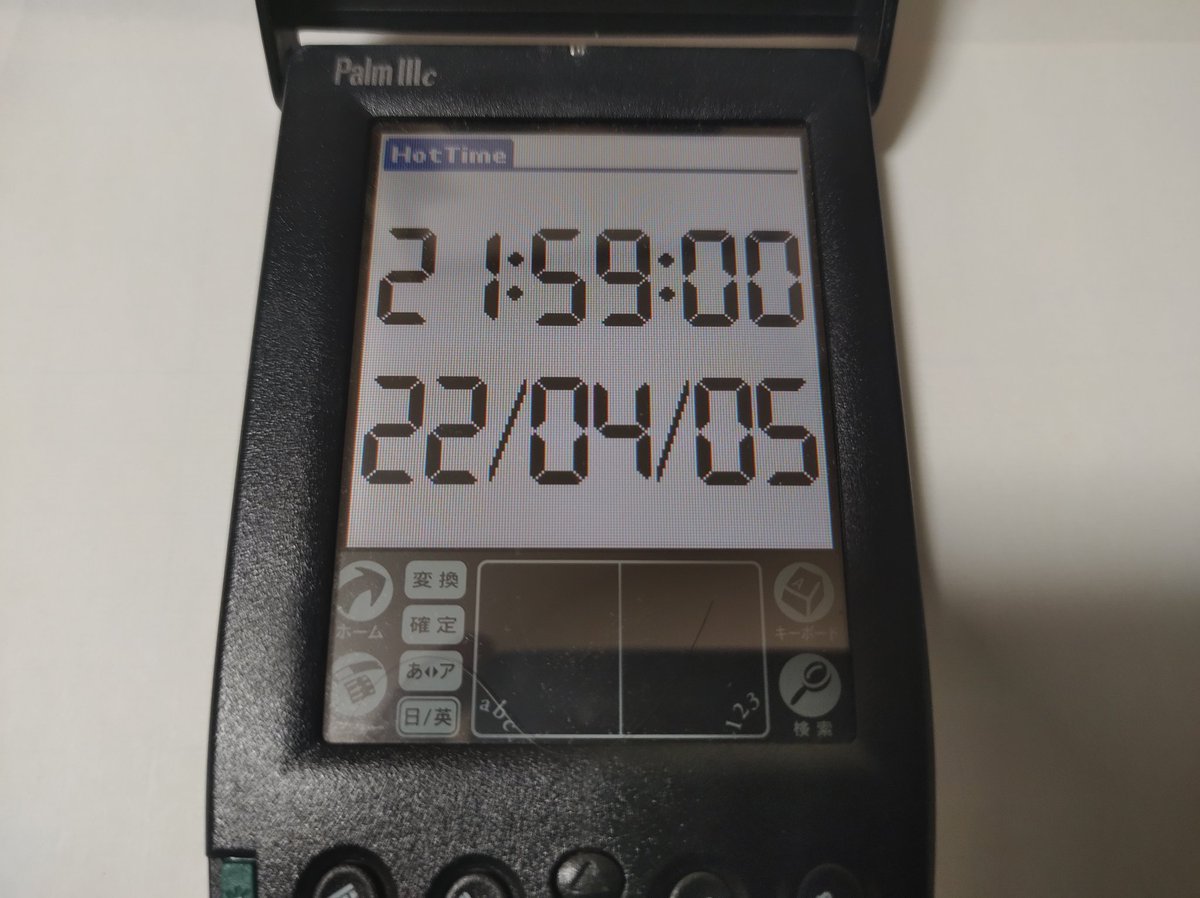 Palm IIIc
HotTime
21:59:00
22/04/05
変換
ホーム
確定
キーボード
あ◂▸ア
日/英
abc
123
検索